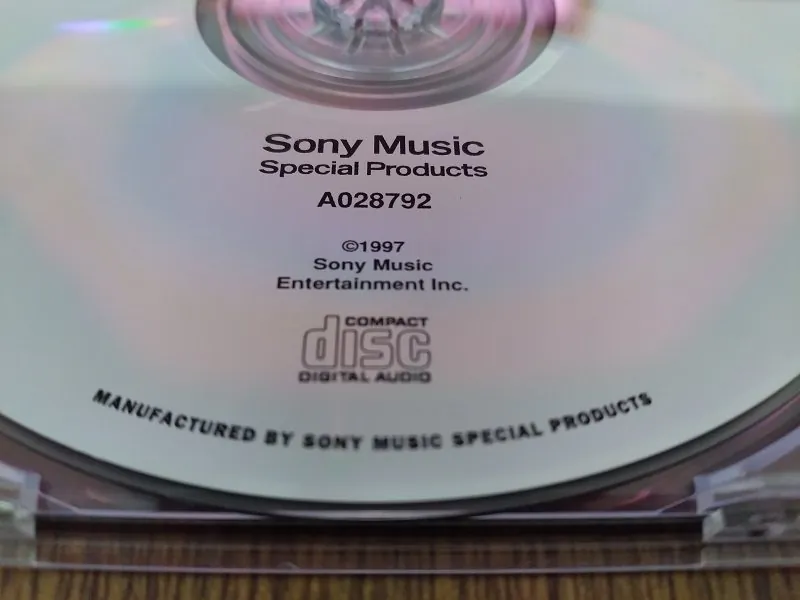 Sony Music
Special Products
A028792
©1997
Sony Music
Entertainment Inc.
COMPACT
disc
DIGITAL AUDIO
MANUFACTURED BY SONY MUSIC SPECIAL PRODUCTS